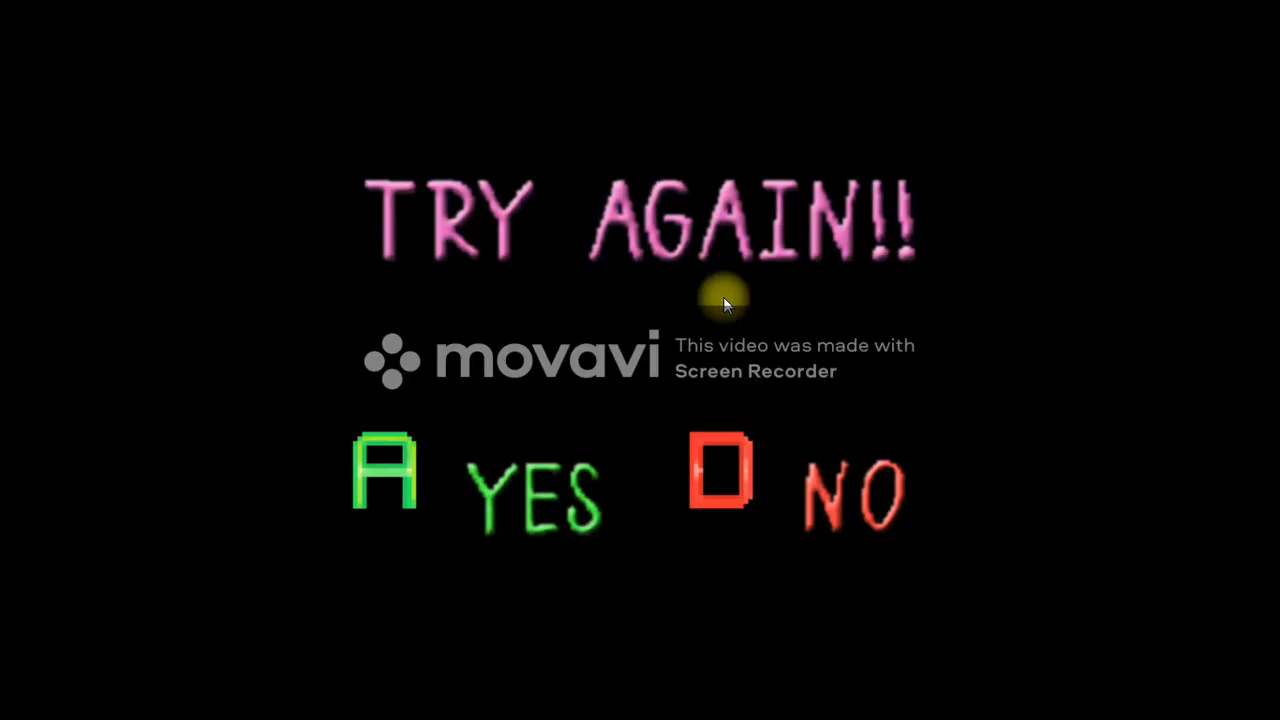 TRY AGAIN!!
movavi This video was made with
Screen Recorder
A YES D NO